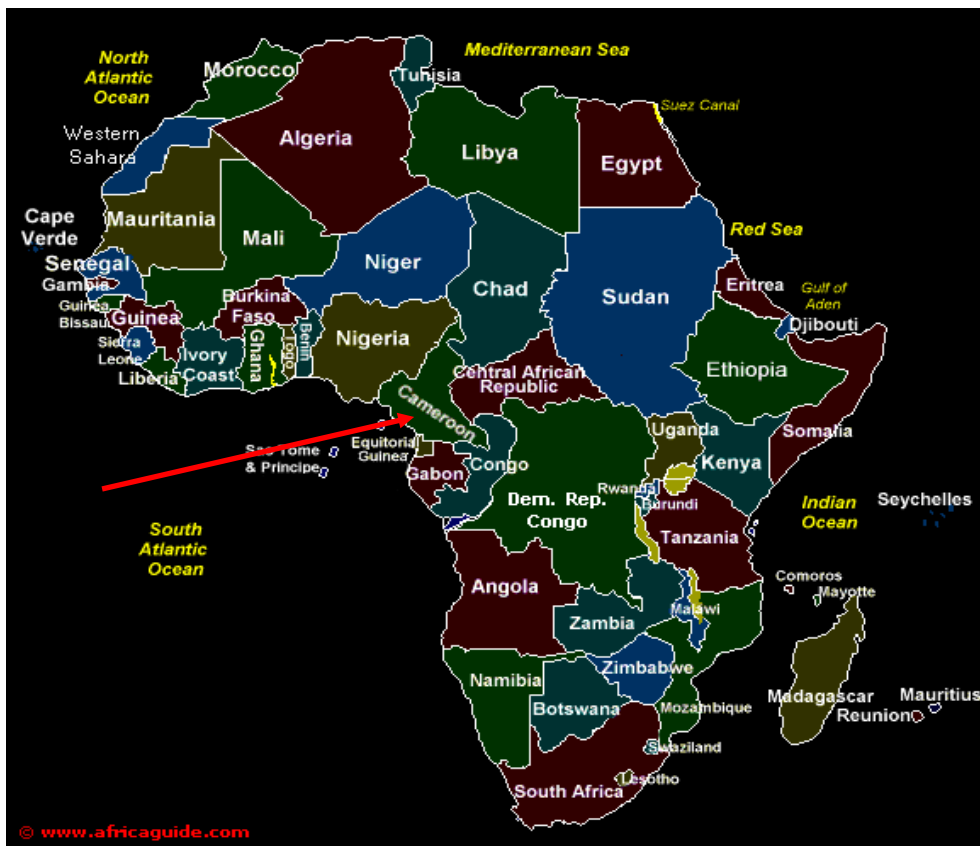 Mediterranean Sea
North
Atlantic
Ocean
Morocco
Tunisia
Suez Canal
Western
Sahara
Algeria
Libya
Egypt
Cape
Verde
Mauritania
Mali
Niger
Chad
Sudan
Red Sea
Senegal
Gambia
Guinea
Bissau
Guinea
Burkina
Faso
Eritrea
Gulf of
Aden
Djibouti
Sierra
Leone
Liberia
Ivory
Coast
Ghana
Togo
Benin
Nigeria
Central African
Republic
Ethiopia
Cameroon
Somalia
Uganda
Kenya
Equitorial
Guinea
Sao Tome
& Principe
Gabon
Congo
Dem. Rep.
Congo
Rwanda
Burundi
Tanzania
Indian
Ocean
Seychelles
South
Atlantic
Ocean
Angola
Zambia
Malawi
Comoros
Mayotte
Namibia
Botswana
Zimbabwe
Mozambique
Madagascar
Mauritius
Reunion
Swaziland
Lesotho
South Africa
© www.africaguide.com